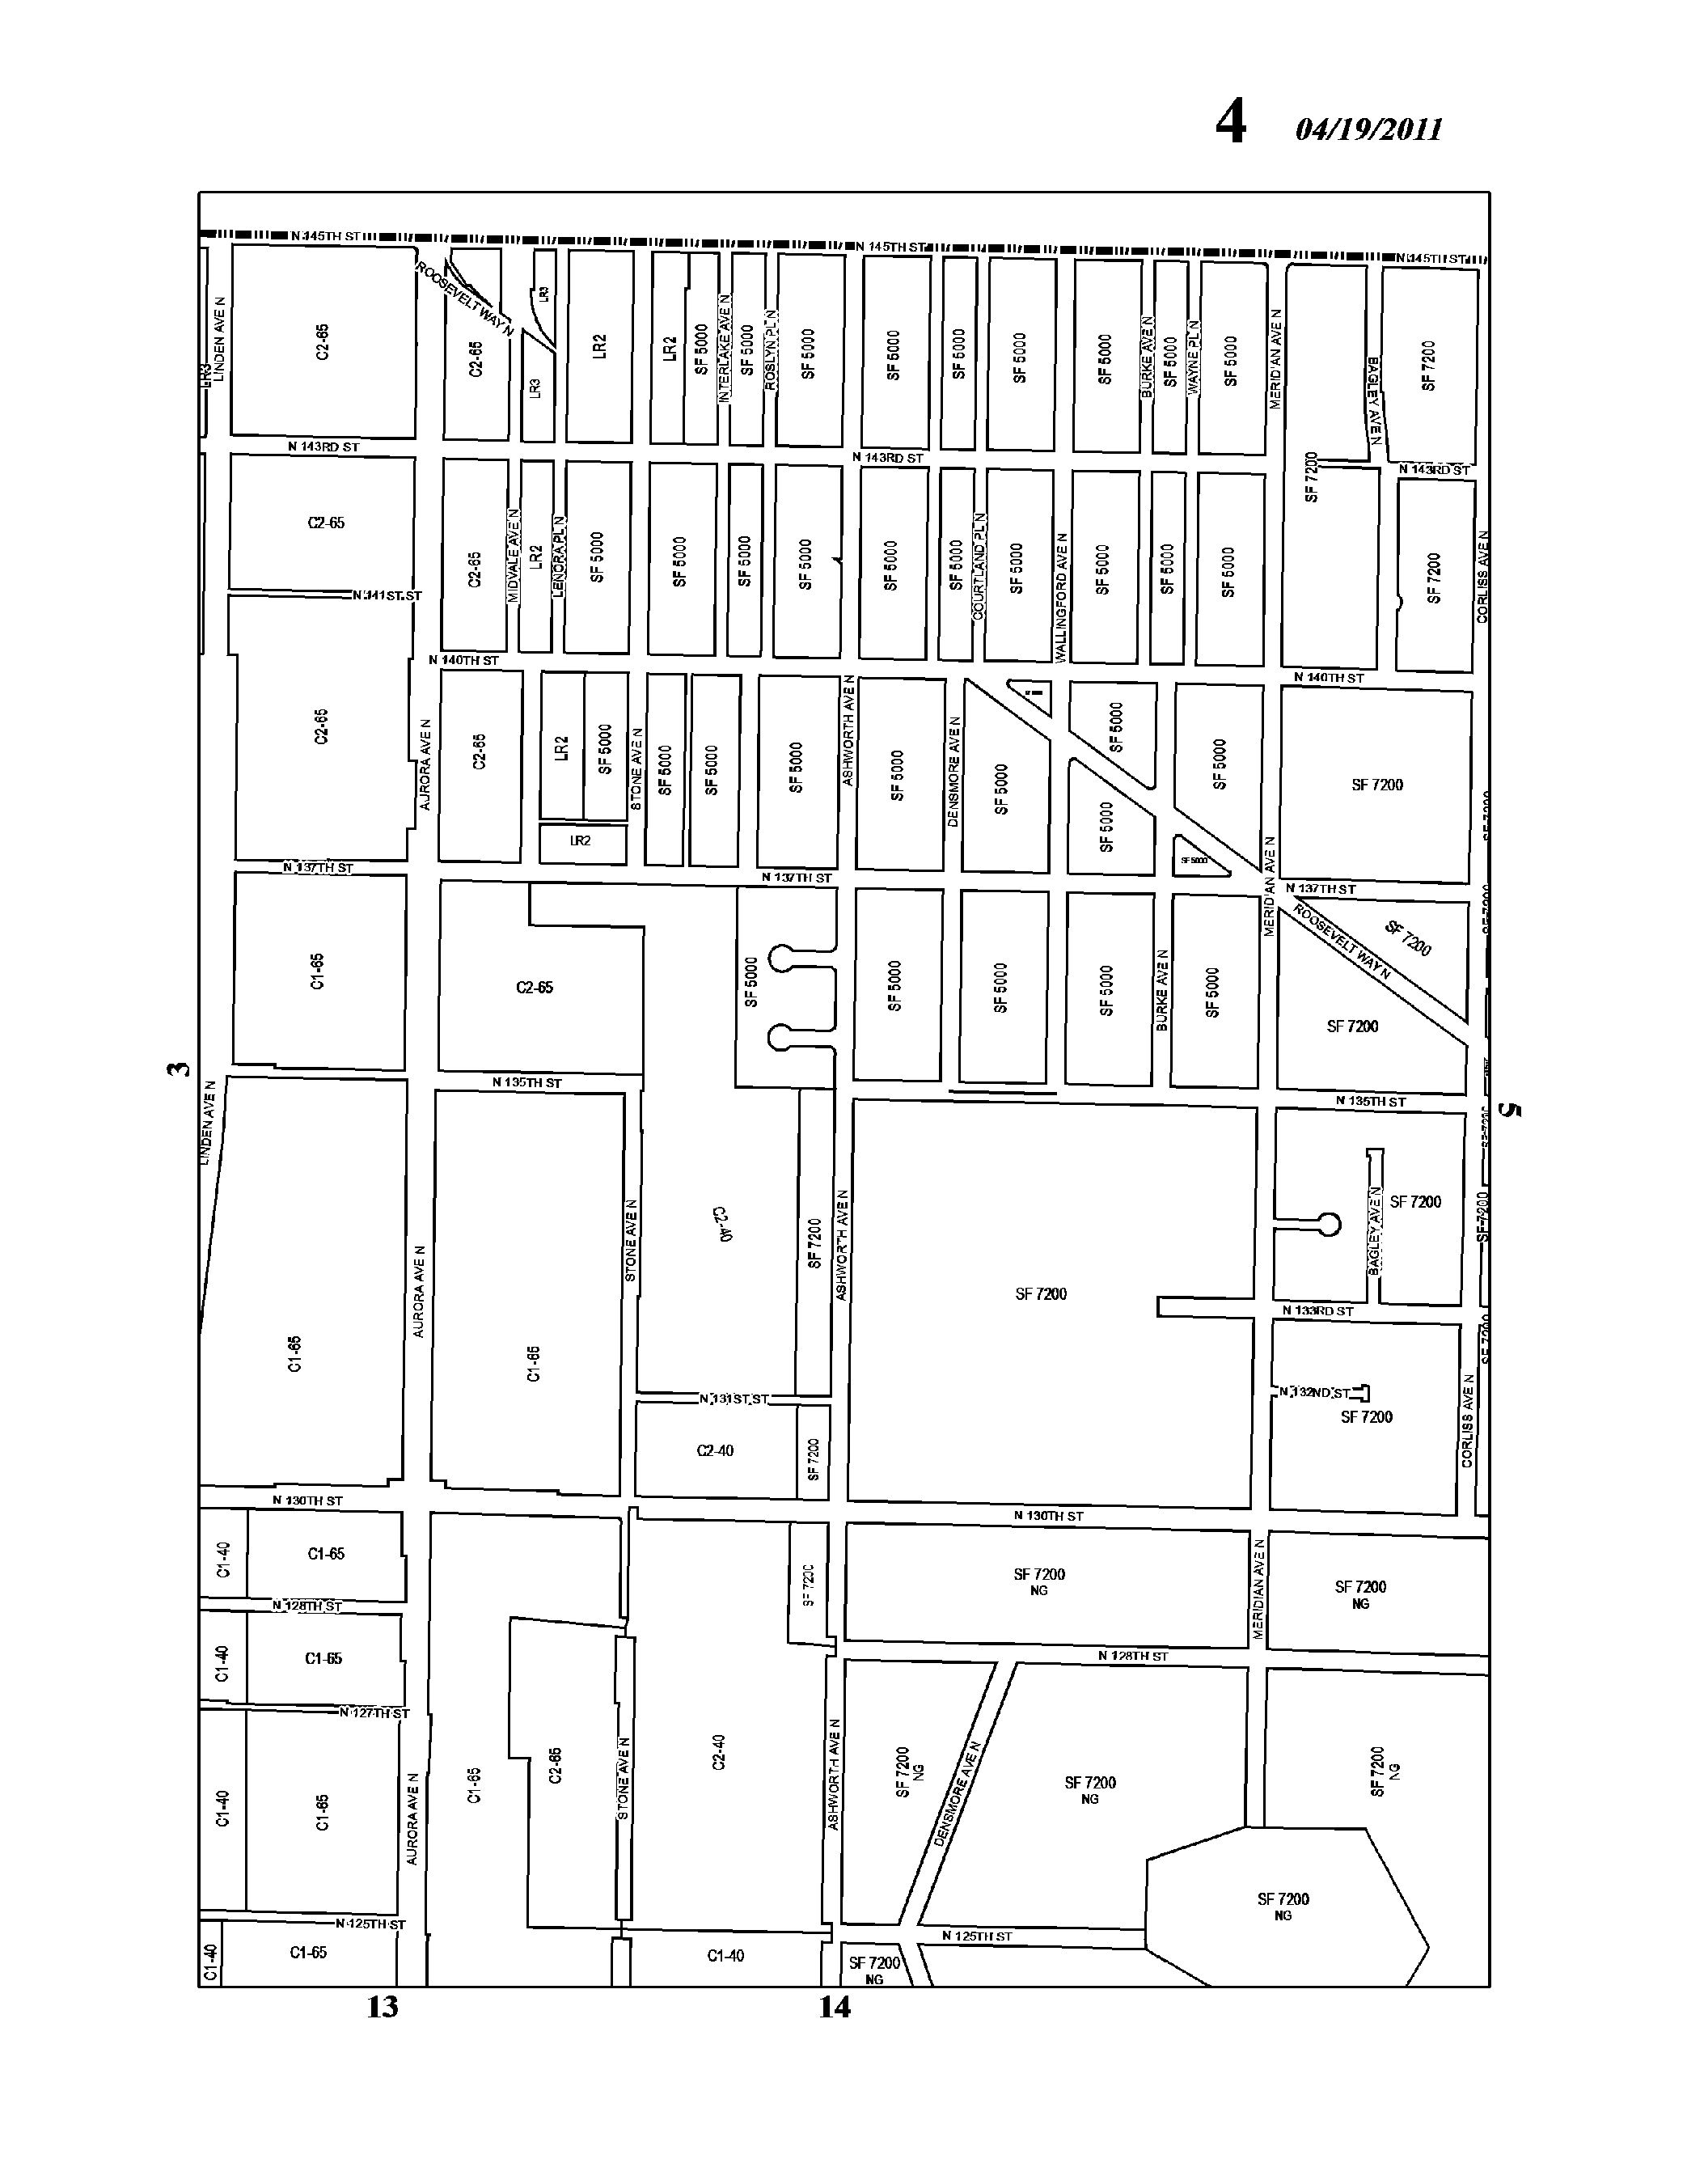 4 04/19/2011
N 145TH ST
N 145TH ST
N 145TH ST
LINDEN AVE N
LR3
C2-65
ROOSEVELT WAY N
C2-65
LR3
LR3
LR2
LR2
SF 5000
INTERLAKE AVE N
SF 5000
ROSLYN PL N
SF 5000
SF 5000
SF 5000
SF 5000
SF 5000
BURKE AVE N
SF 5000
WAYNE PL N
SF 5000
MERIDIAN AVE N
BAGLEY AVE N
SF 7200
N 143RD ST
N 143RD ST
N 143RD ST
SF 7200
C2-65
C2-65
MIDVALE AVE N
LR2
LENORA PL N
SF 5000
SF 5000
SF 5000
SF 5000
SF 5000
SF 5000
COURTLAND PL N
SF 5000
WALLINGFORD AVE N
SF 5000
SF 5000
SF 5000
SF 7200
CORLISS AVE N
N 141ST ST
N 140TH ST
N 140TH ST
C2-65
AURORA AVE N
C2-65
LR2
SF 5000
LR2
STONE AVE N
SF 5000
SF 5000
SF 5000
ASHWORTH AVE N
SF 5000
DENSMORE AVE N
SF 5000
SF 5000
SF 5000
SF 5000
SF 5000
SF 7200
MERIDIAN AVE N
N 137TH ST
N 137TH ST
N 137TH ST
C1-65
C2-65
SF 5000
SF 5000
SF 5000
SF 5000
BURKE AVE N
SF 5000
ROOSEVELT WAY N
SF 7200
SF 7200
3
N 135TH ST
N 135TH ST
5
LINDEN AVE N
C1-65
AURORA AVE N
C1-65
STONE AVE N
C2-40
SF 7200
ASHWORTH AVE N
SF 7200
BAGLEY AVE N
SF 7200
SF 7200
N 133RD ST
SF 7200
N 132ND ST
SF 7200
CORLISS AVE N
N 131ST ST
C2-40
SF 7200
N 130TH ST
N 130TH ST
C1-40
C1-65
SF 7200
SF 7200
NG
MERIDIAN AVE N
SF 7200
NG
N 128TH ST
N 128TH ST
C1-40
C1-65
N 127TH ST
C1-40
C1-65
AURORA AVE N
C1-65
C2-65
STONE AVE N
C2-40
ASHWORTH AVE N
SF 7200
NG
DENSMORE AVE N
SF 7200
NG
SF 7200
NG
SF 7200
NG
N 125TH ST
N 125TH ST
C1-40
C1-65
C1-40
SF 7200
NG
13 14